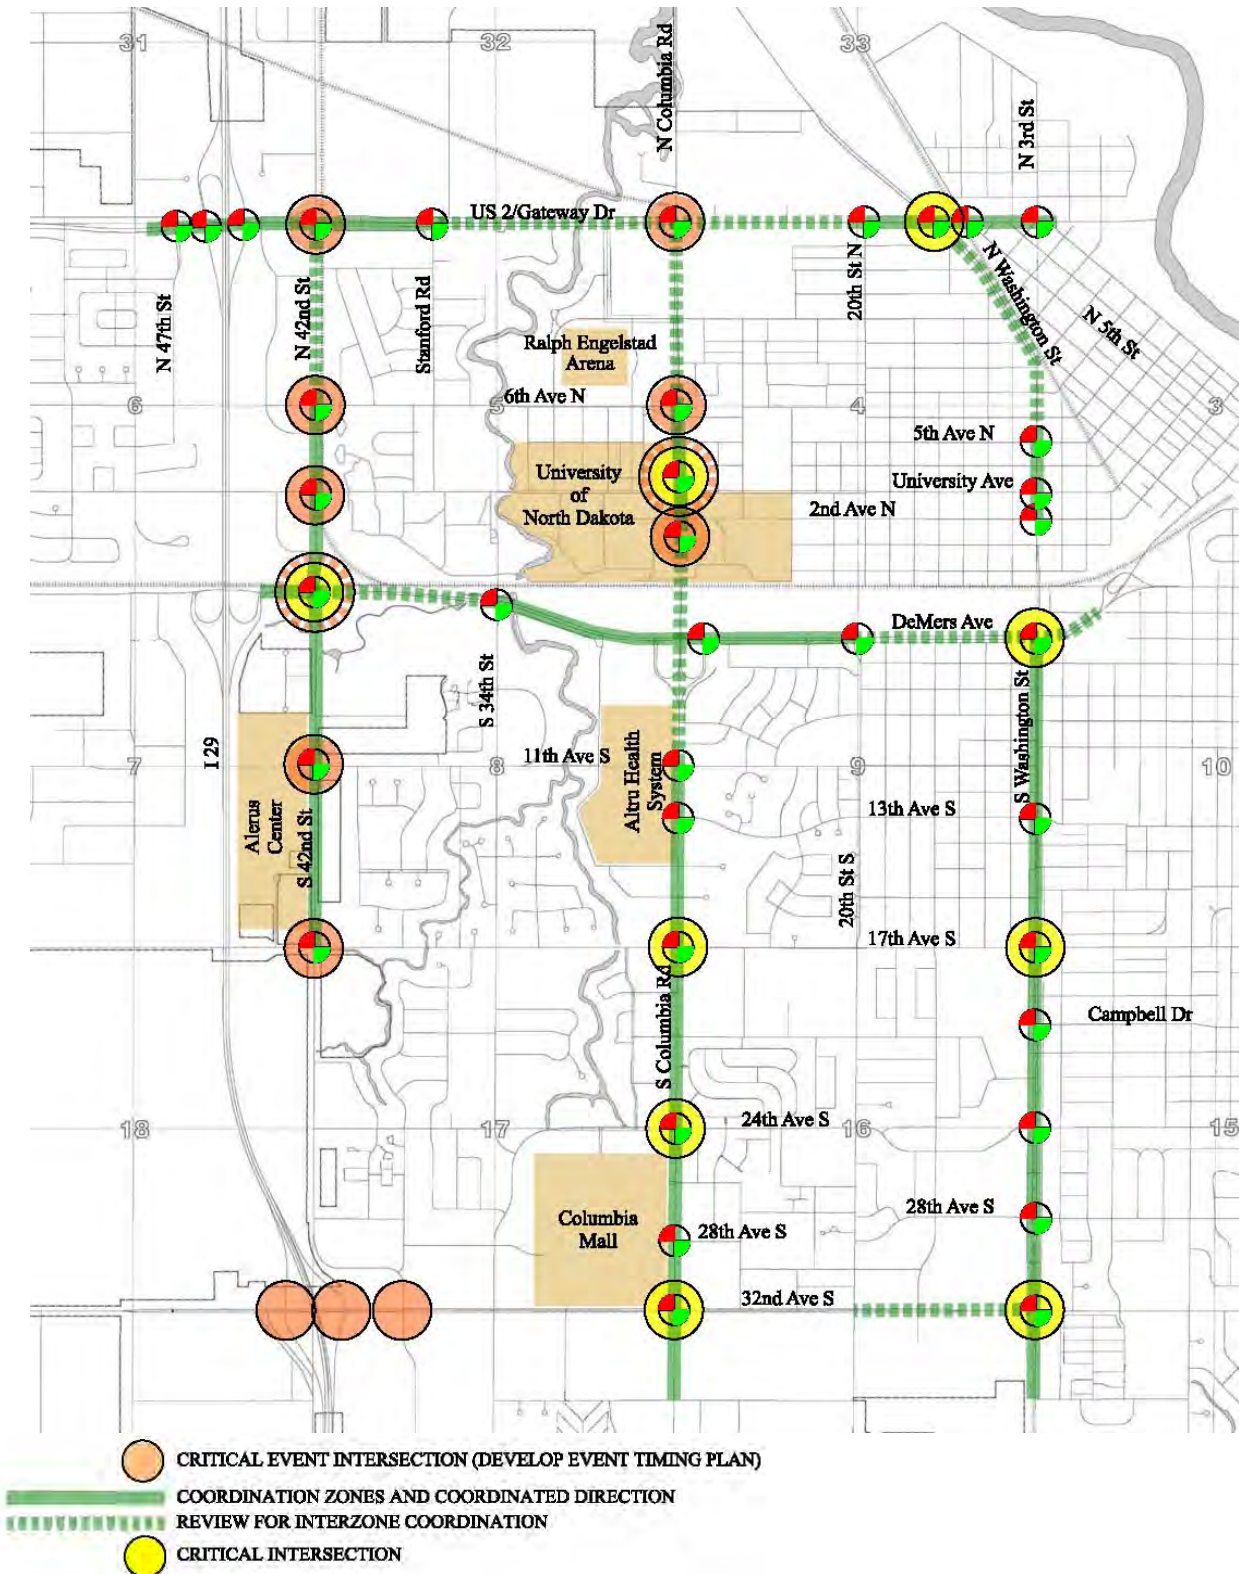 31
32
33
N Columbia Rd
N 3rd St
US 2/Gateway Dr
N 47th St
N 42nd St
Stanford Rd
20th St N
N Washington St
N 5th St
Ralph Engelstad
Arena
6
6th Ave N
5
4
3
5th Ave N
University
of
North Dakota
University Ave
2nd Ave N
DeMers Ave
S 34th St
I 29
7
8
11th Ave S
Altru Health
System
9
S Washington St
10
Alerus
Center
S 42nd St
13th Ave S
20th St S
17th Ave S
S Columbia Rd
Campbell Dr
18
17
24th Ave S
16
15
Columbia
Mall
28th Ave S
28th Ave S
32nd Ave S
CRITICAL EVENT INTERSECTION (DEVELOP EVENT TIMING PLAN)
COORDINATION ZONES AND COORDINATED DIRECTION
REVIEW FOR INTERZONE COORDINATION
CRITICAL INTERSECTION